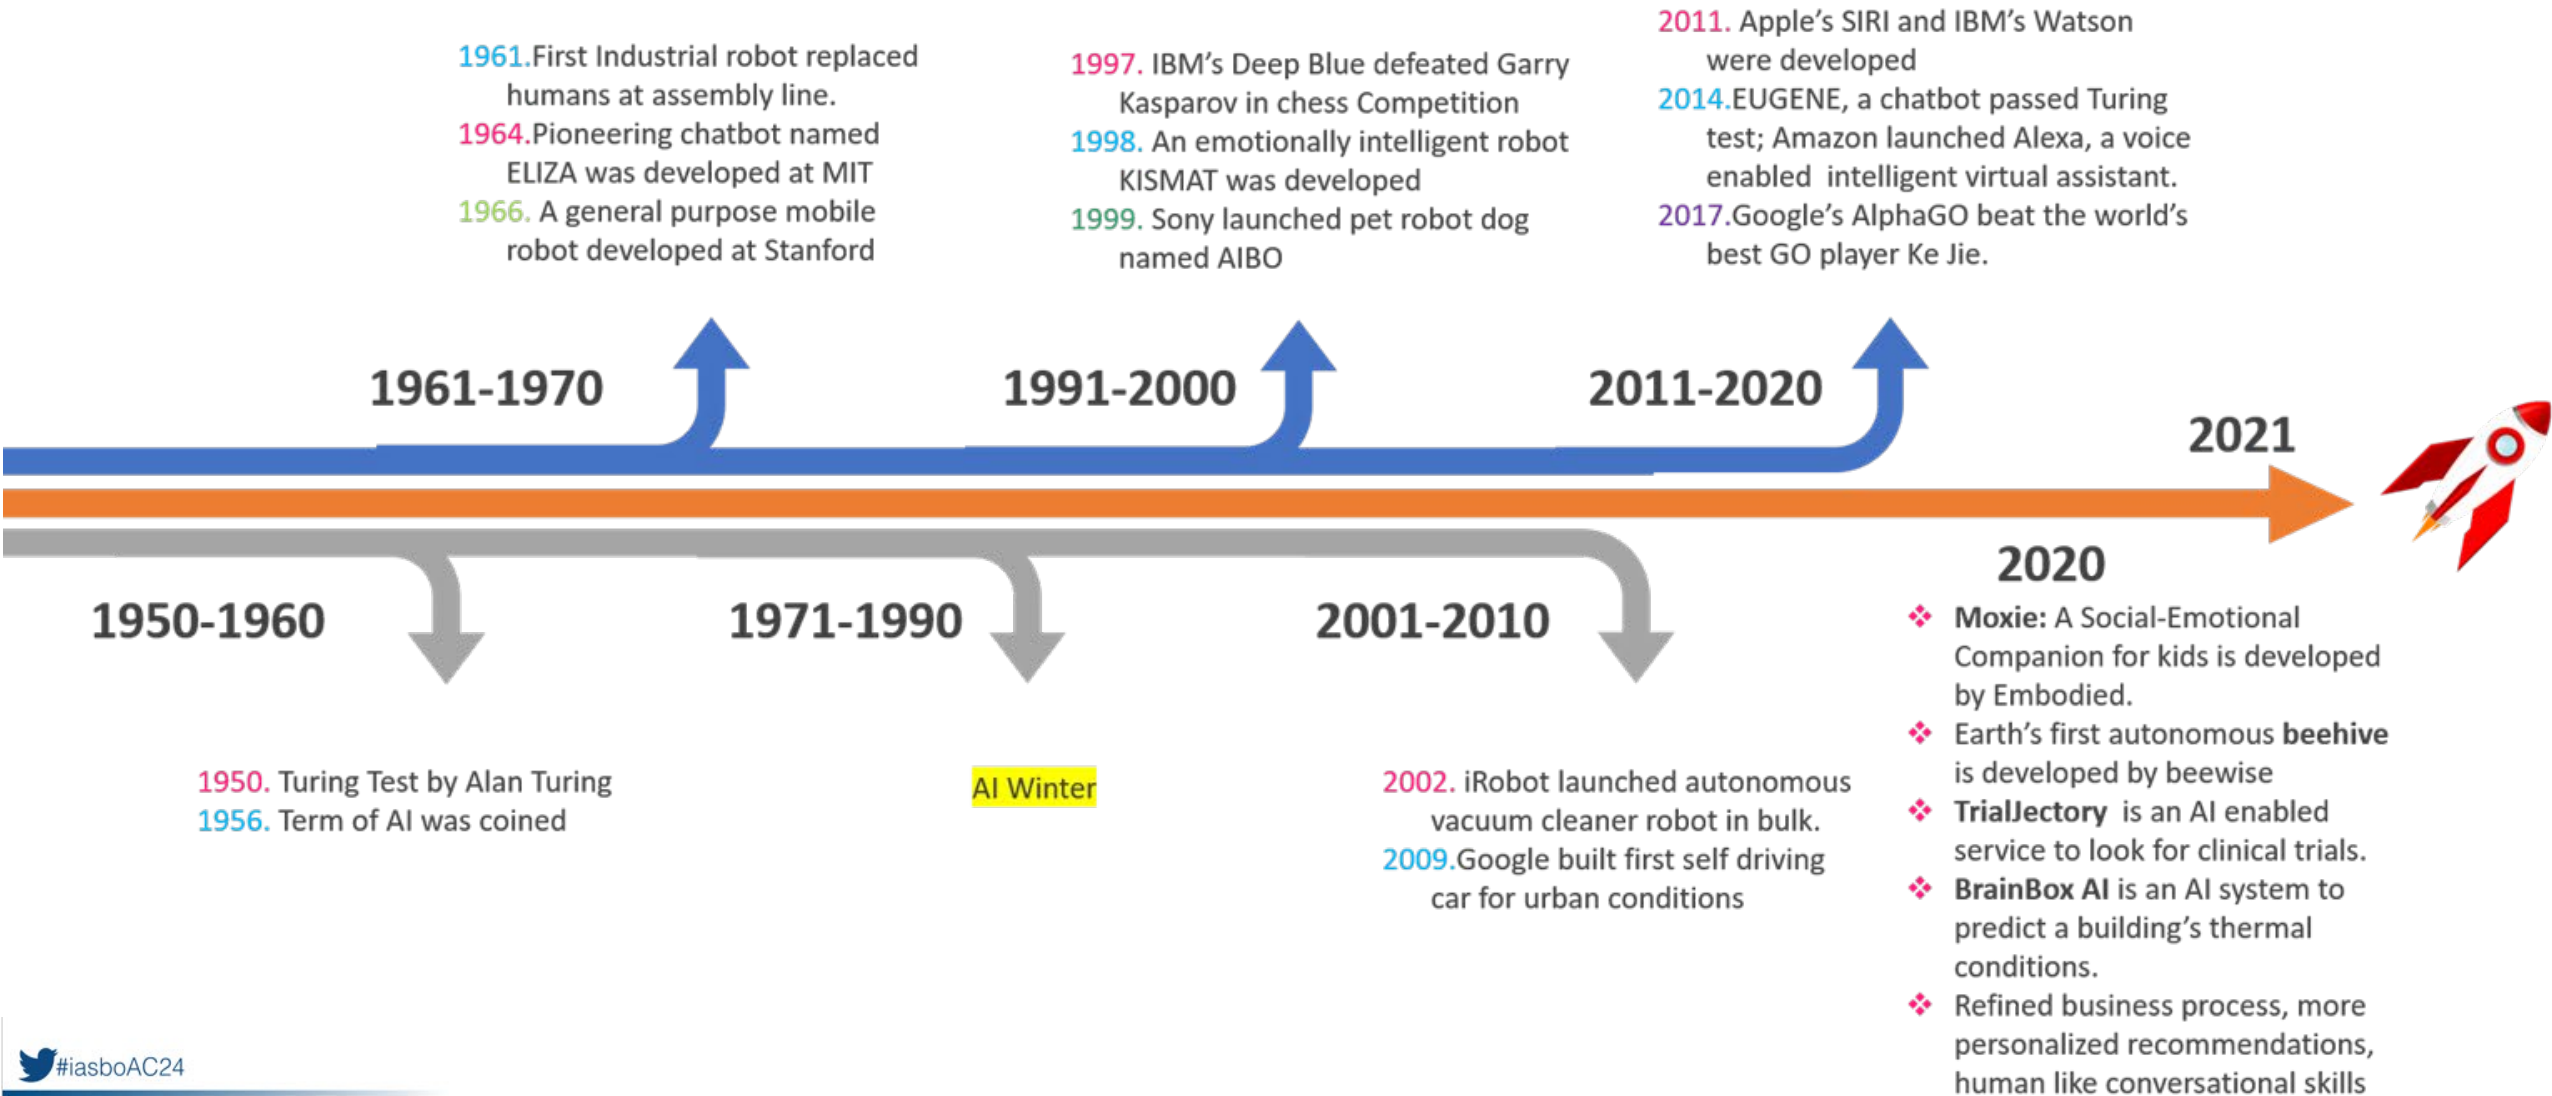 1961.First Industrial robot replaced
humans at assembly line.
1964.Pioneering chatbot named
ELIZA was developed at MIT
1966. A general purpose mobile
robot developed at Stanford
1997. IBM’s Deep Blue defeated Garry
Kasparov in chess Competition
1998. An emotionally intelligent robot
KISMAT was developed
1999. Sony launched pet robot dog
named AIBO
2011. Apple’s SIRI and IBM’s Watson
were developed
2014.EUGENE, a chatbot passed Turing
test; Amazon launched Alexa, a voice
enabled intelligent virtual assistant.
2017.Google’s AlphaGO beat the world’s
best GO player Ke Jie.
1961-1970
1991-2000
2011-2020
2021
1950-1960
1971-1990
2001-2010
2020
1950. Turing Test by Alan Turing
1956. Term of AI was coined
AI Winter
2002. iRobot launched autonomous
vacuum cleaner robot in bulk.
2009.Google built first self driving
car for urban conditions
Moxie: A Social-Emotional
Companion for kids is developed
by Embodied.
Earth’s first autonomous beehive
is developed by beewise
TrialJectory is an AI enabled
service to look for clinical trials.
BrainBox AI is an AI system to
predict a building’s thermal
conditions.
Refined business process, more
personalized recommendations,
human like conversational skills
#iasboAC24